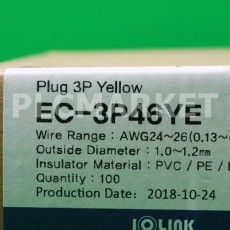 Plug 3P Yellow
PLCMARKET
EC-3P46YE
Wire Range : AWG24~26(0.13~
Outside Diameter : 1.0~1.2mm
Insulator Material : PVC / PE /
Quantity : 100
Production Date: 2018-10-24
IOLINK